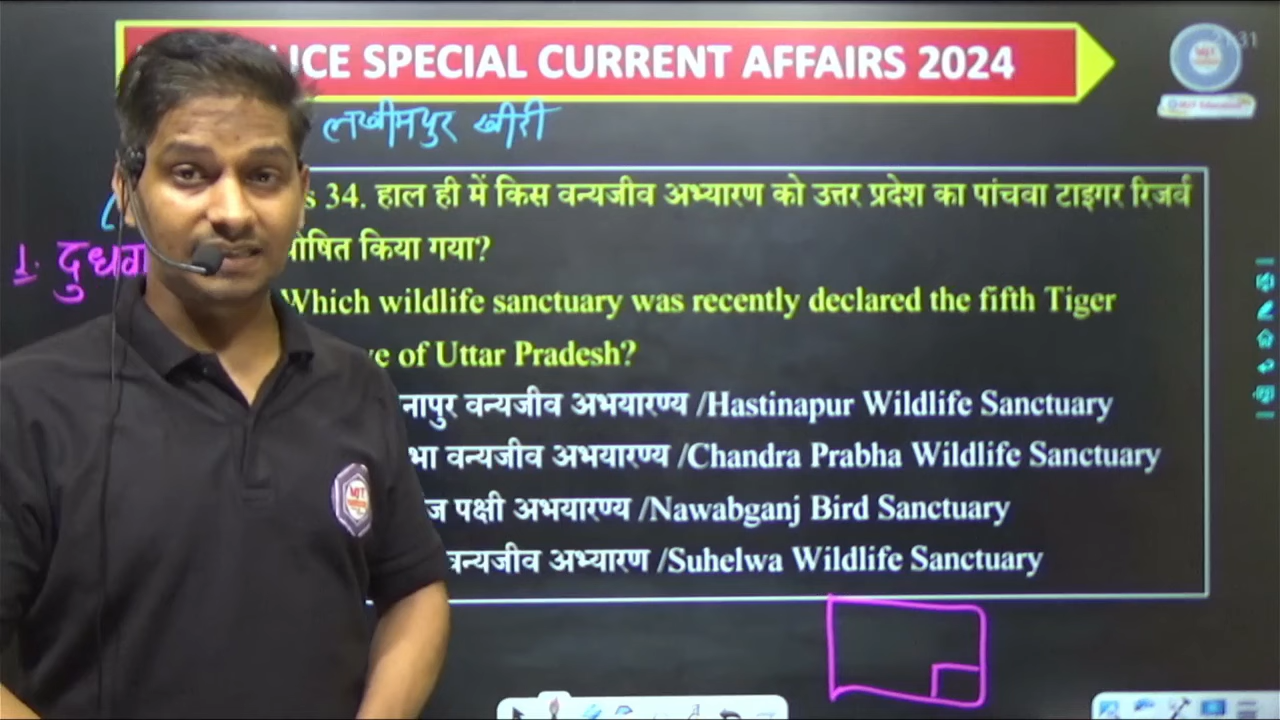 ICE SPECIAL CURRENT AFFAIRS 2024
लखीमपुर खीरी
34. हाल ही में किस वन्यजीव अभ्यारण को उत्तर प्रदेश का पांचवा टाइगर रिजर्व
किया गया?
1. दुधवा
Which wildlife sanctuary was recently declared the fifth Tiger
of Uttar Pradesh?
नापुर वन्यजीव अभयारण्य /Hastinapur Wildlife Sanctuary
भा वन्यजीव अभयारण्य /Chandra Prabha Wildlife Sanctuary
ज पक्षी अभयारण्य /Nawabganj Bird Sanctuary
वन्यजीव अभ्यारण /Suhelwa Wildlife Sanctuary